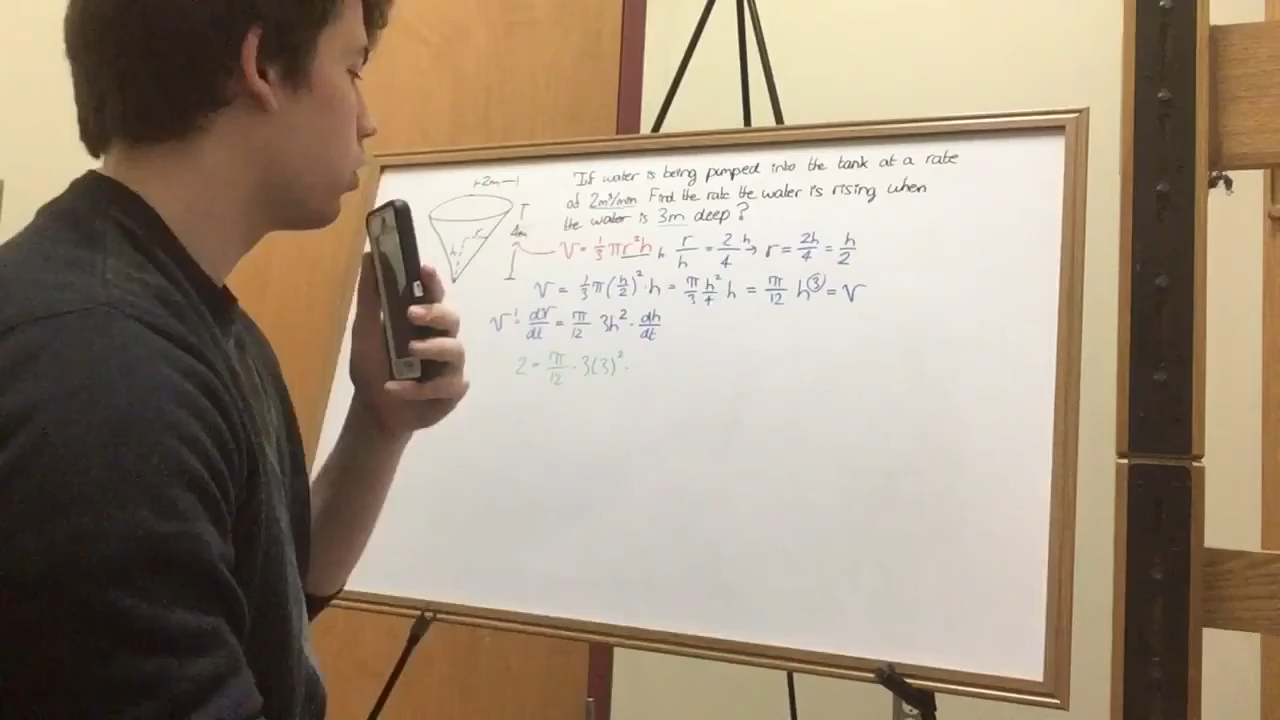 2m
If water is being pumped into the tank at a rate
of 2m³/min Find the rate the water is rising when
the water is 3m deep?
4m
r
h
V = 1/3 πr²h r/h = 2/4 → r = 2h/4 = h/2
V = 1/3 π(h/2)² · h = π/3 h²/4 h = π/12 h³ = V
V' = dV/dt = π/12 3h² · dh/dt
2 = π/12 · 3(3)² ·